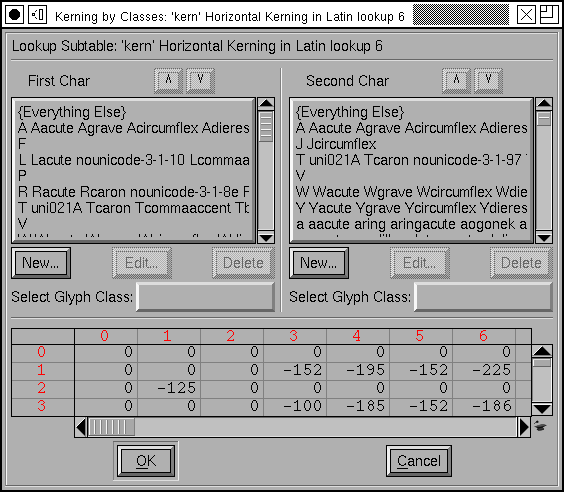 Kerning by Classes: 'kern' Horizontal Kerning in Latin lookup 6
Lookup Subtable: 'kern' Horizontal Kerning in Latin lookup 6
First Char
Second Char
{Everything Else}
A Aacute Agrave Acircumflex Adieres
F
L Lacute nounicode-3-1-10 Lcommaa
P
R Racute Rcaron nounicode-3-1-8e F
T uni021A Tcaron Tcommaaccent Tb
V
{Everything Else}
A Aacute Agrave Acircumflex Adieres
J Jcircumflex
T uni021A Tcaron nounicode-3-1-97
V
W Wacute Wgrave Wcircumflex Wdie
Y Yacute Ygrave Ycircumflex Ydieres
a aacute aring aringacute aogonek a
New... Edit... Delete
New... Edit... Delete
Select Glyph Class:
Select Glyph Class:
0 1 2 3 4 5 6
0 0 0 0 0 0 0 0
1 0 0 0 -152 -195 -152 -225
2 0 -125 0 0 0 0 0
3 0 0 0 -100 -185 -152 -186
OK
Cancel